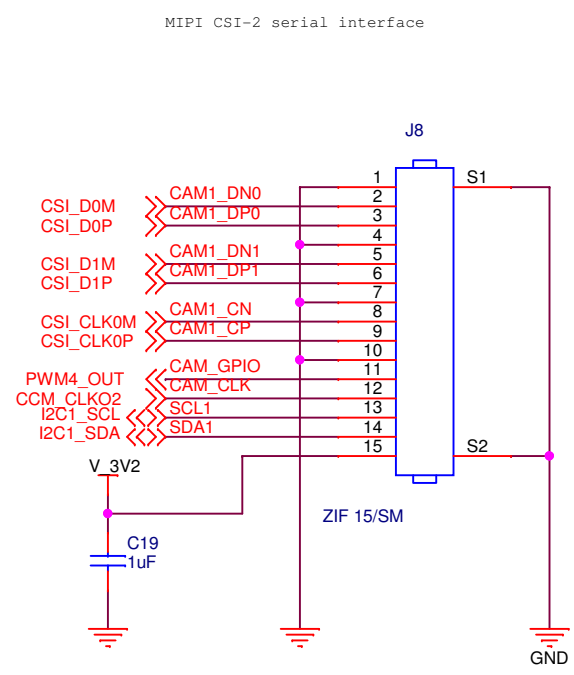 MIPI CSI-2 serial interface
J8
1 S1
CSI_D0M CAM1_DN0 2
CSI_D0P CAM1_DP0 3
4
CSI_D1M CAM1_DN1 5
CSI_D1P CAM1_DP1 6
7
CSI_CLK0M CAM1_CN 8
CSI_CLK0P CAM1_CP 9
10
PWM4_OUT CAM_GPIO 11
CCM_CLKO2 CAM_CLK 12
I2C1_SCL SCL1 13
I2C1_SDA SDA1 14
15 S2
V_3V2
ZIF 15/SM
C19
1uF
GND